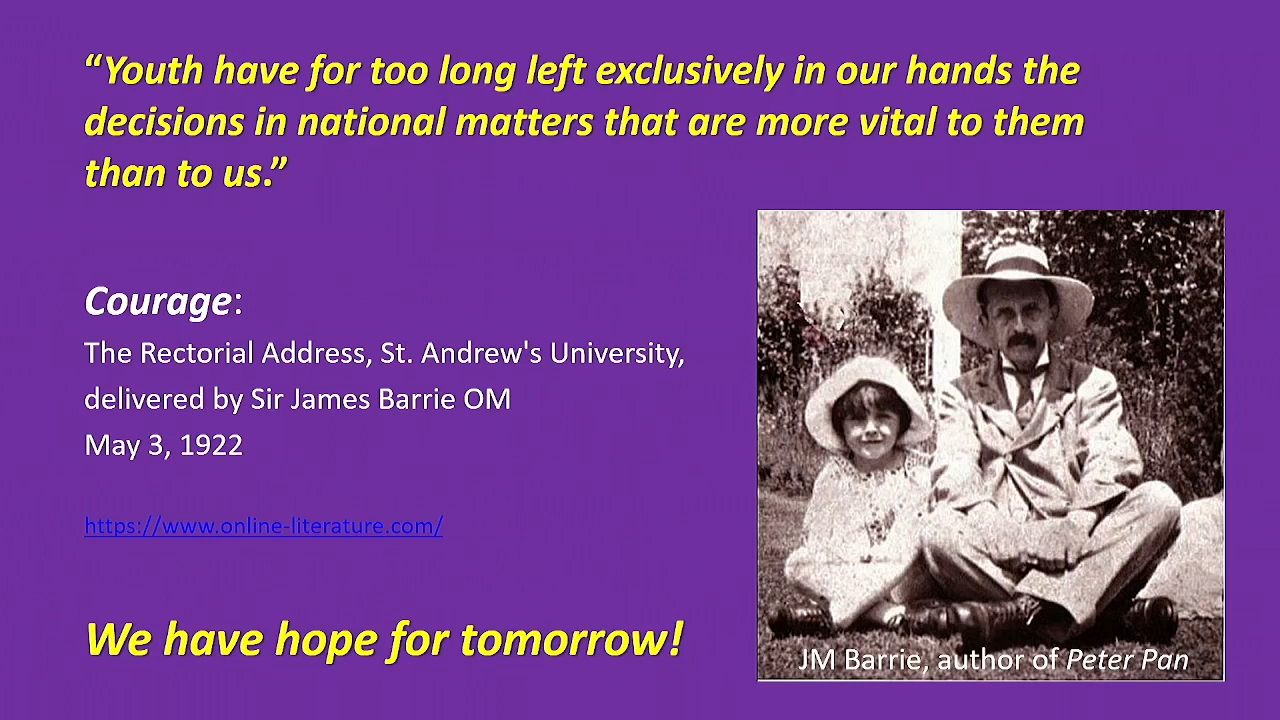 “Youth have for too long left exclusively in our hands the
decisions in national matters that are more vital to them
than to us.”
Courage:
The Rectorial Address, St. Andrew's University,
delivered by Sir James Barrie OM
May 3, 1922
https://www.online-literature.com/
We have hope for tomorrow!
JM Barrie, author of Peter Pan